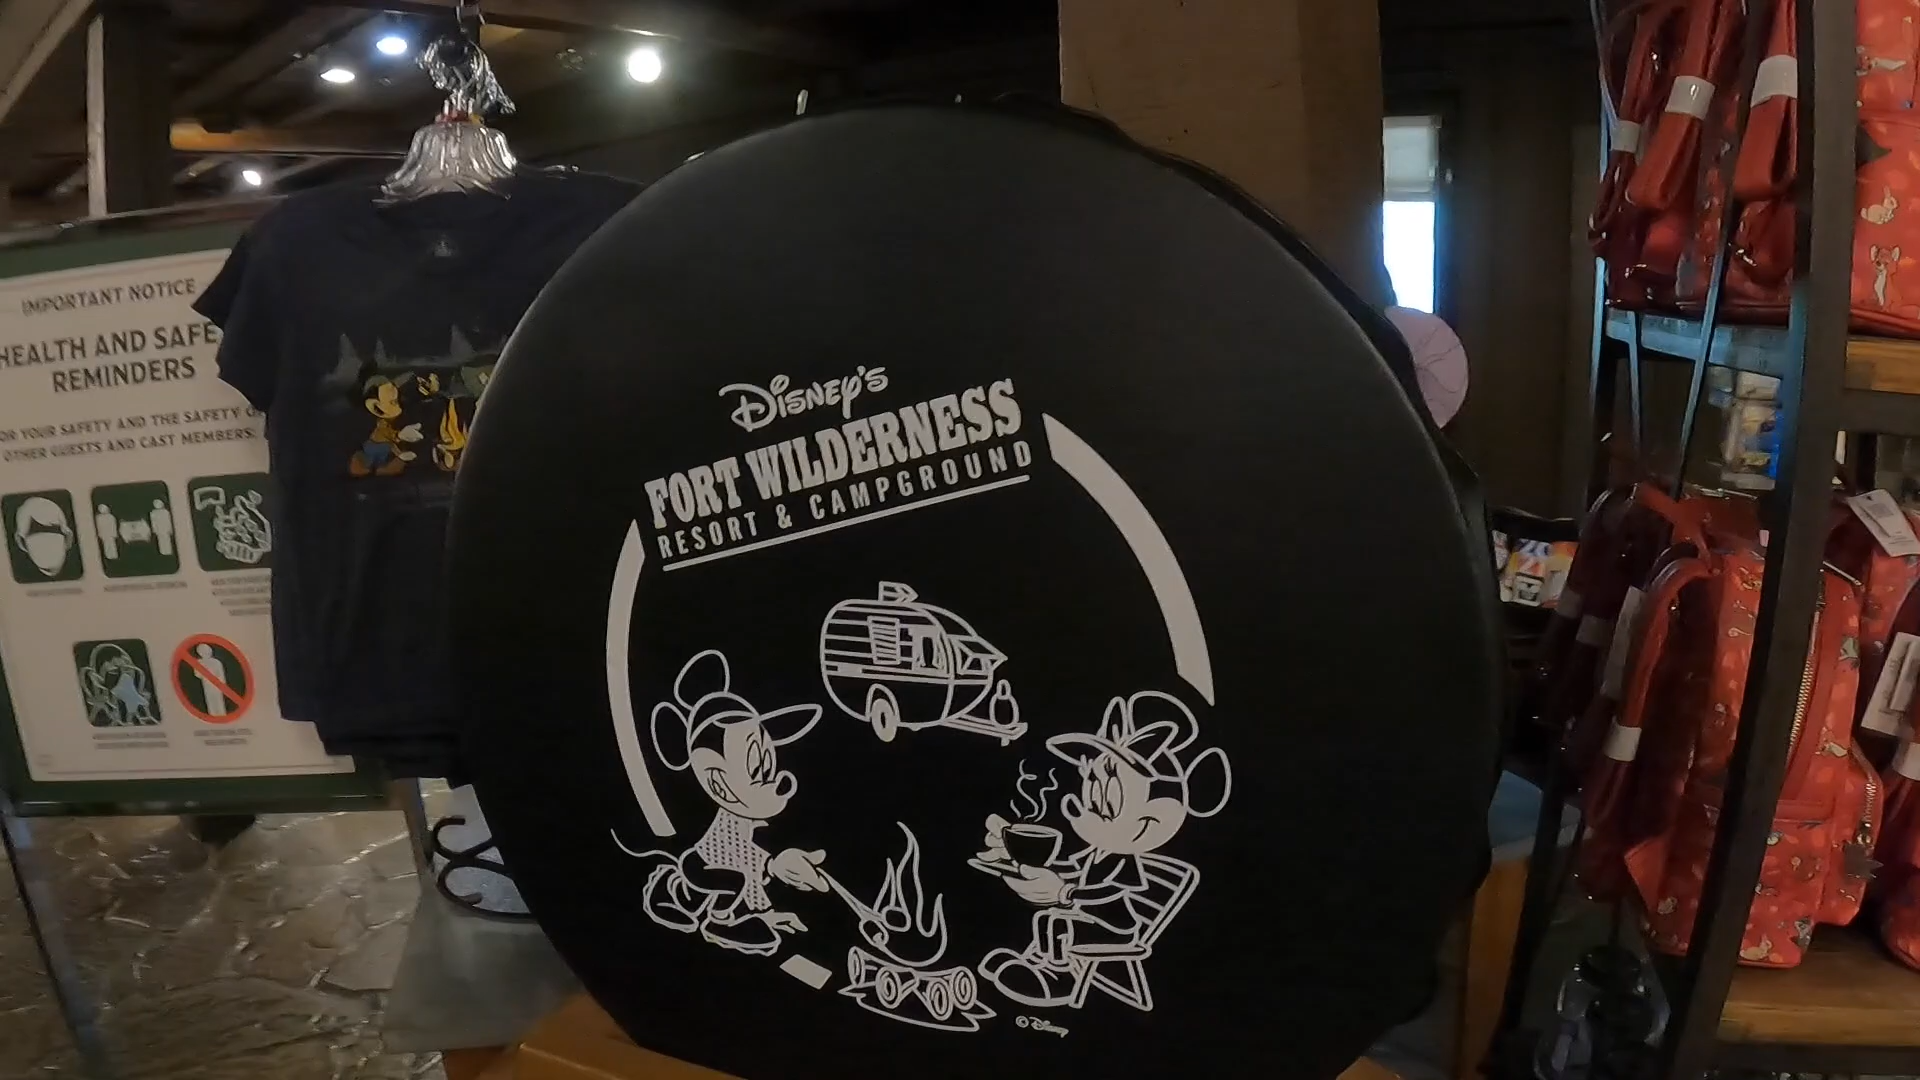 IMPORTANT NOTICE
HEALTH AND SAFE
REMINDERS
OR YOUR SAFETY AND THE SAFETY O
OTHER GUESTS AND CAST MEMBERS:
Disney's
FORT WILDERNESS
RESORT & CAMPGROUND
© Disney